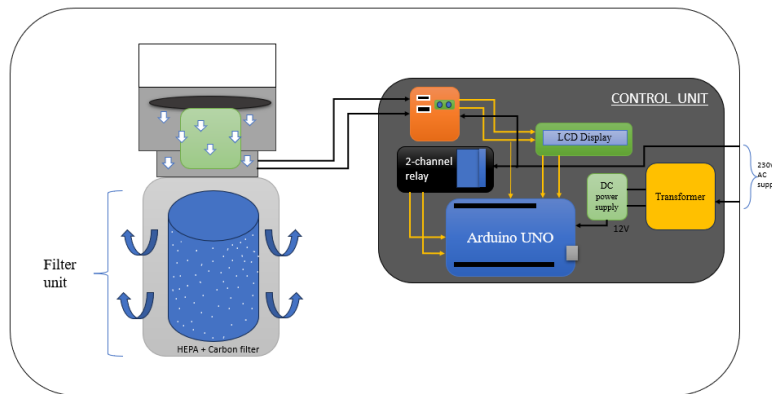 CONTROL UNIT
LCD Display
2-channel
relay
DC
power
supply
Transformer
230v
AC
supp
12V
Arduino UNO
Filter
unit
HEPA + Carbon filter